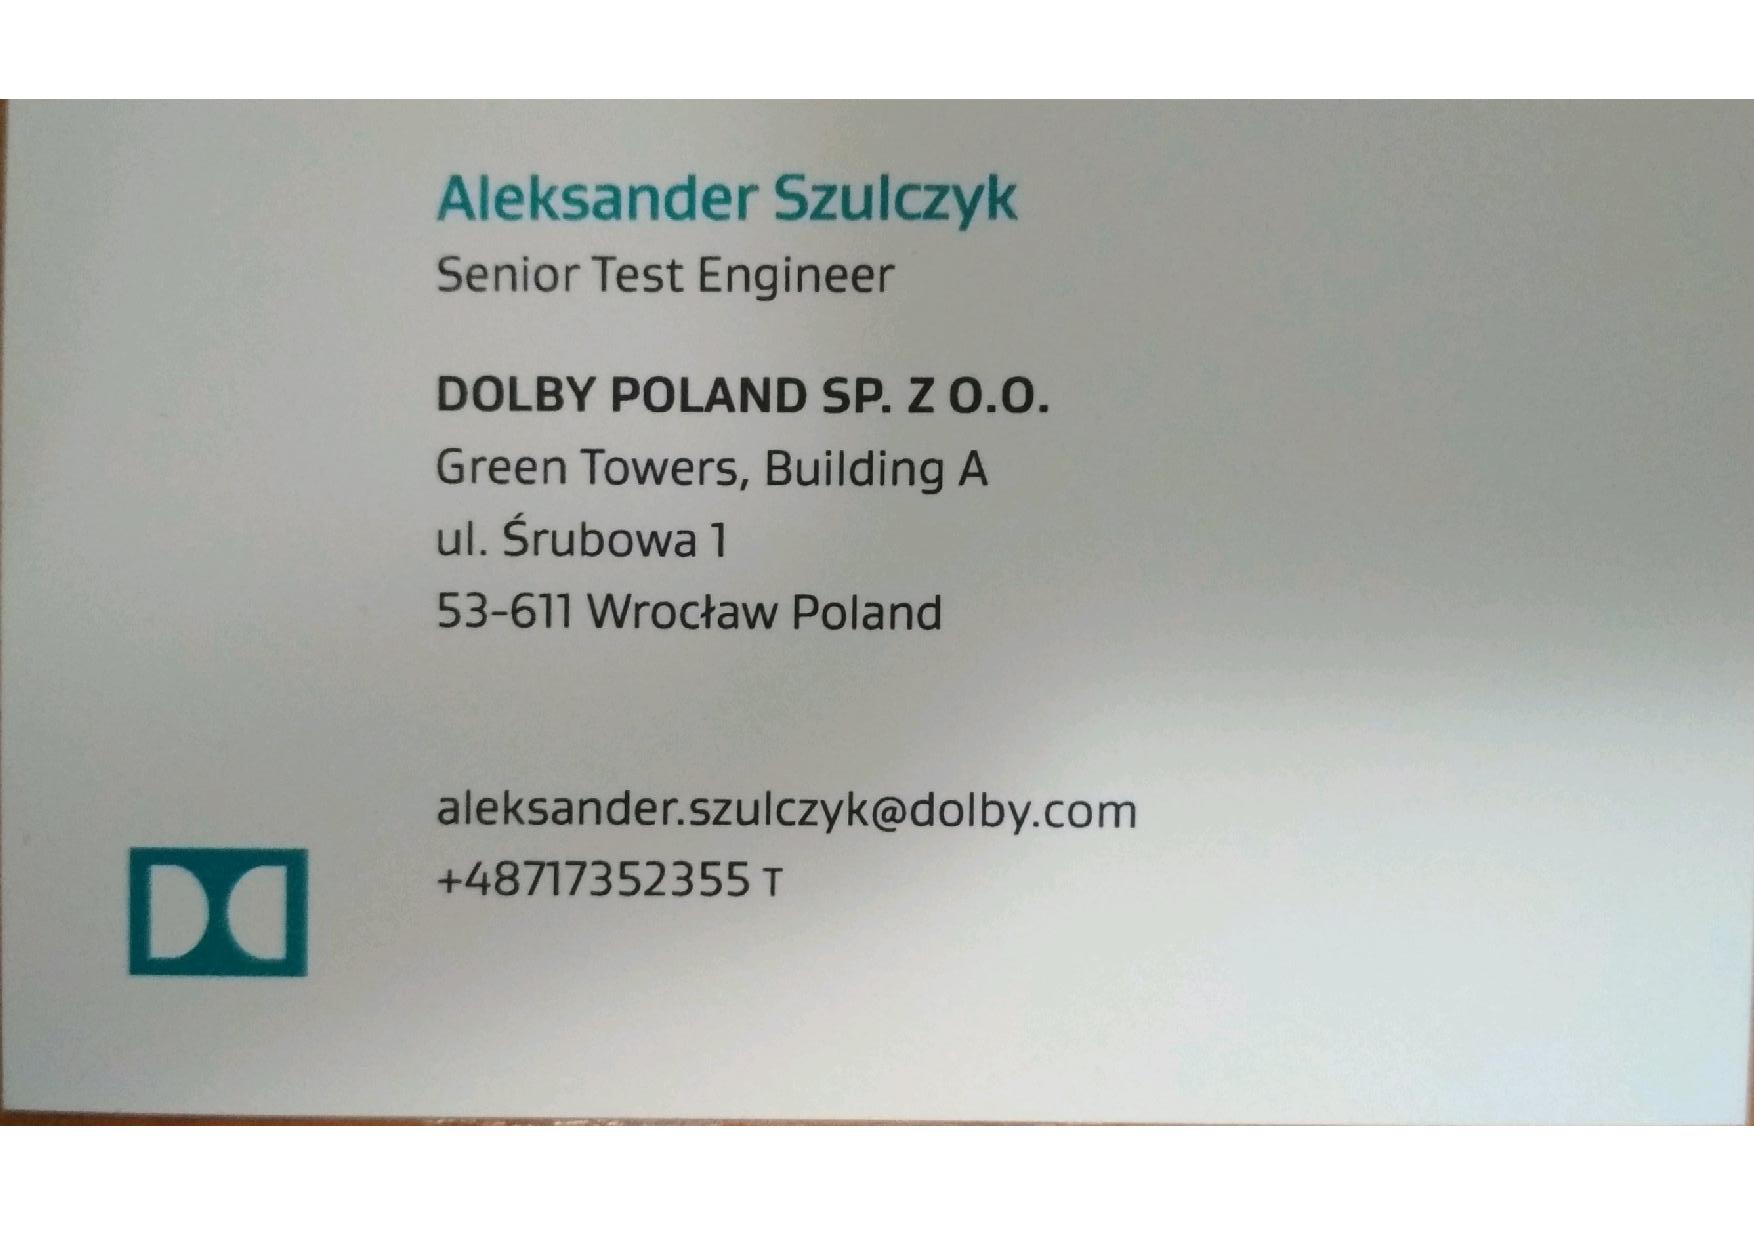 Aleksander Szulczyk
Senior Test Engineer
DOLBY POLAND SP. Z O.O.
Green Towers, Building A
ul. Śrubowa 1
53-611 Wrocław Poland
aleksander.szulczyk@dolby.com
+48717352355 T